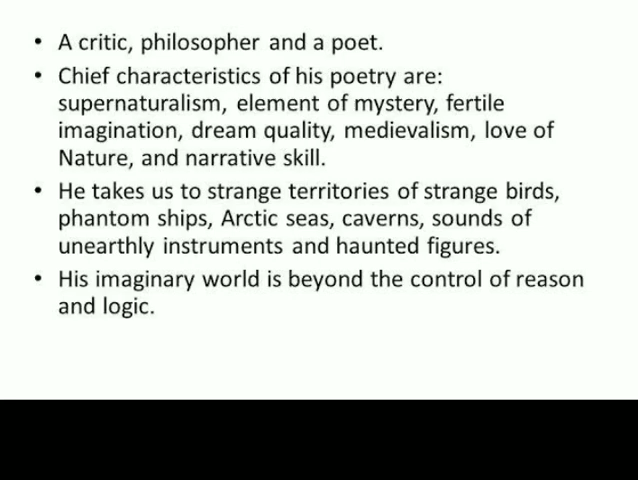 • A critic, philosopher and a poet.
• Chief characteristics of his poetry are:
supernaturalism, element of mystery, fertile
imagination, dream quality, medievalism, love of
Nature, and narrative skill.
• He takes us to strange territories of strange birds,
phantom ships, Arctic seas, caverns, sounds of
unearthly instruments and haunted figures.
• His imaginary world is beyond the control of reason
and logic.